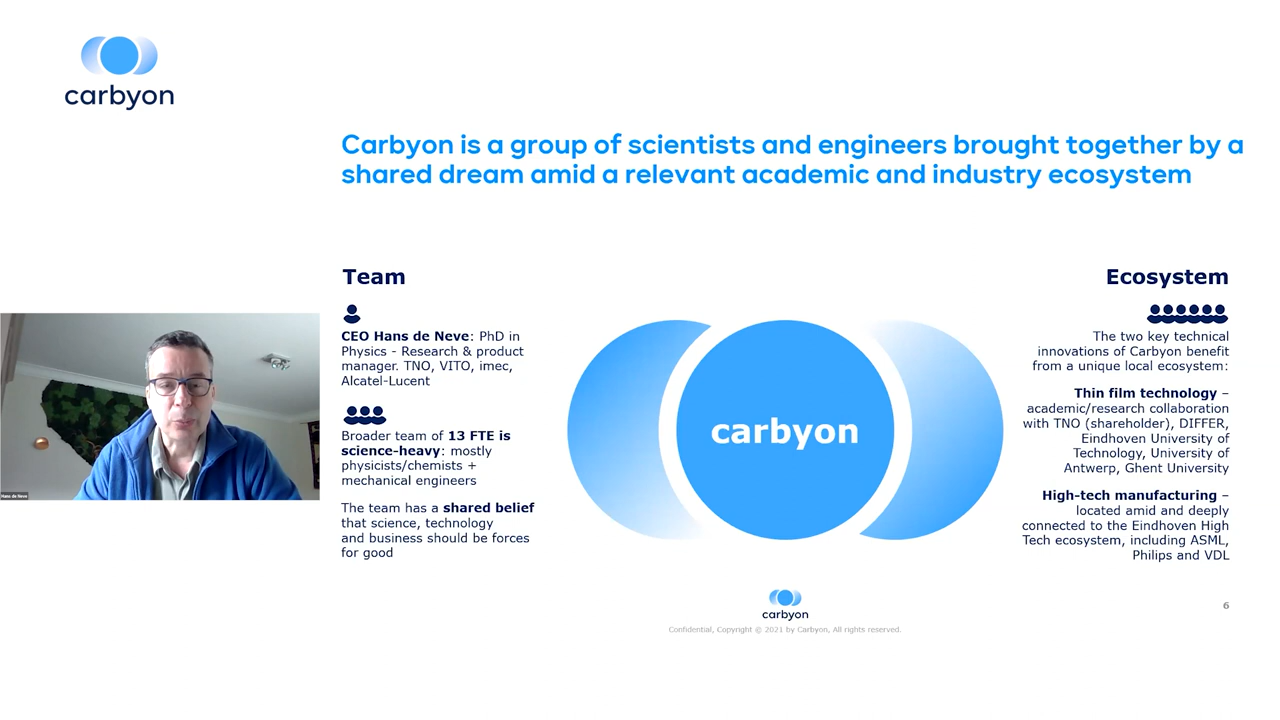 carbyon
Carbyon is a group of scientists and engineers brought together by a
shared dream amid a relevant academic and industry ecosystem
Team
CEO Hans de Neve: PhD in
Physics - Research & product
manager. TNO, VITO, imec,
Alcatel-Lucent
Broader team of 13 FTE is
science-heavy: mostly
physicists/chemists +
mechanical engineers
The team has a shared belief
that science, technology
and business should be forces
for good
carbyon
Ecosystem
The two key technical
innovations of Carbyon benefit
from a unique local ecosystem:
Thin film technology –
academic/research collaboration
with TNO (shareholder), DIFFER,
Eindhoven University of
Technology, University of
Antwerp, Ghent University
High-tech manufacturing –
located amid and deeply
connected to the Eindhoven High
Tech ecosystem, including ASML,
Philips and VDL
Hans de Neve
carbyon
6
Confidential, Copyright © 2021 by Carbyon, All rights reserved.